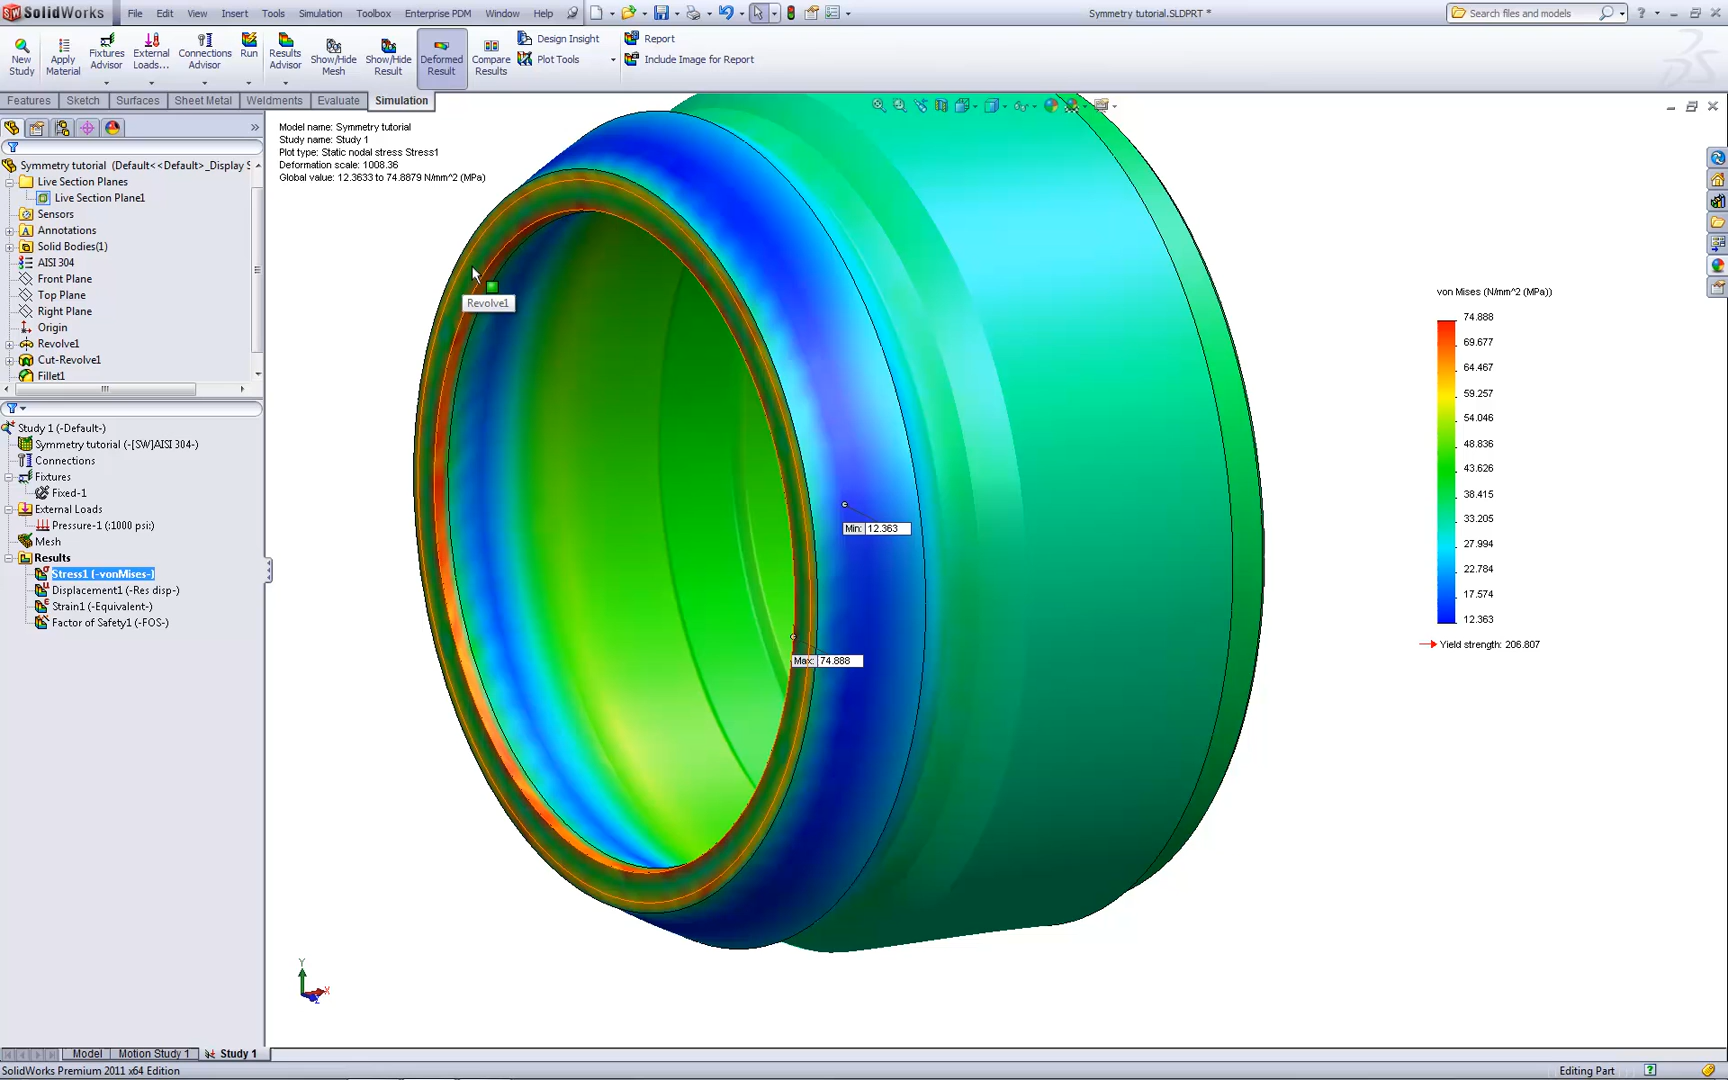 SolidWorks
File Edit View Insert Tools Simulation Toolbox Enterprise PDM Window Help
Symmetry tutorial.SLDPRT *
Search files and models
New Study
Apply Material
Fixtures Advisor
External Loads...
Connections Advisor
Run
Results Advisor
Show/Hide Mesh
Show/Hide Result
Deformed Result
Compare Results
Design Insight
Plot Tools
Report
Include Image for Report
Features Sketch Surfaces Sheet Metal Weldments Evaluate Simulation
Symmetry tutorial (Default<<Default>_Display S
Live Section Planes
Live Section Plane1
Sensors
Annotations
Solid Bodies(1)
AISI 304
Front Plane
Top Plane
Right Plane
Origin
Revolve1
Cut-Revolve1
Fillet1
Study 1 (-Default-)
Symmetry tutorial (-[SW]AISI 304-)
Connections
Fixtures
Fixed-1
External Loads
Pressure-1 (:1000 psi:)
Mesh
Results
Stress1 (-vonMises-)
Displacement1 (-Res disp-)
Strain1 (-Equivalent-)
Factor of Safety1 (-FOS-)
Model name: Symmetry tutorial
Study name: Study 1
Plot type: Static nodal stress Stress1
Deformation scale: 1008.36
Global value: 12.3633 to 74.8879 N/mm^2 (MPa)
Revolve1
Min: 12.363
Max: 74.888
von Mises (N/mm^2 (MPa))
74.888
69.677
64.467
59.257
54.046
48.836
43.626
38.415
33.205
27.995
22.784
17.574
12.363
Yield strength: 206.807
Y
X
Z
Model Motion Study 1 Study 1
SolidWorks Premium 2011 x64 Edition
Editing Part